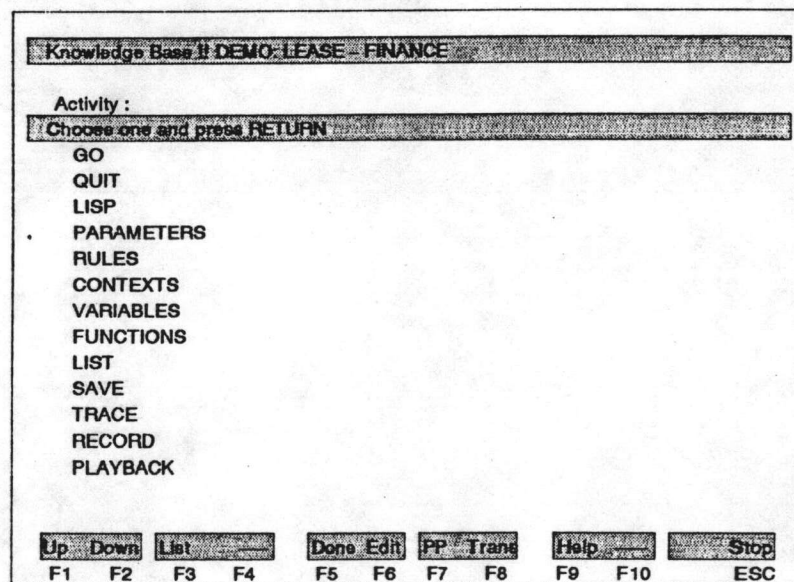 Knowledge Base !! DEMO: LEASE - FINANCE
Activity :
Choose one and press RETURN
GO
QUIT
LISP
PARAMETERS
RULES
CONTEXTS
VARIABLES
FUNCTIONS
LIST
SAVE
TRACE
RECORD
PLAYBACK
Up Down List Done Edit PP Trans Help Stop
F1 F2 F3 F4 F5 F6 F7 F8 F9 F10 ESC